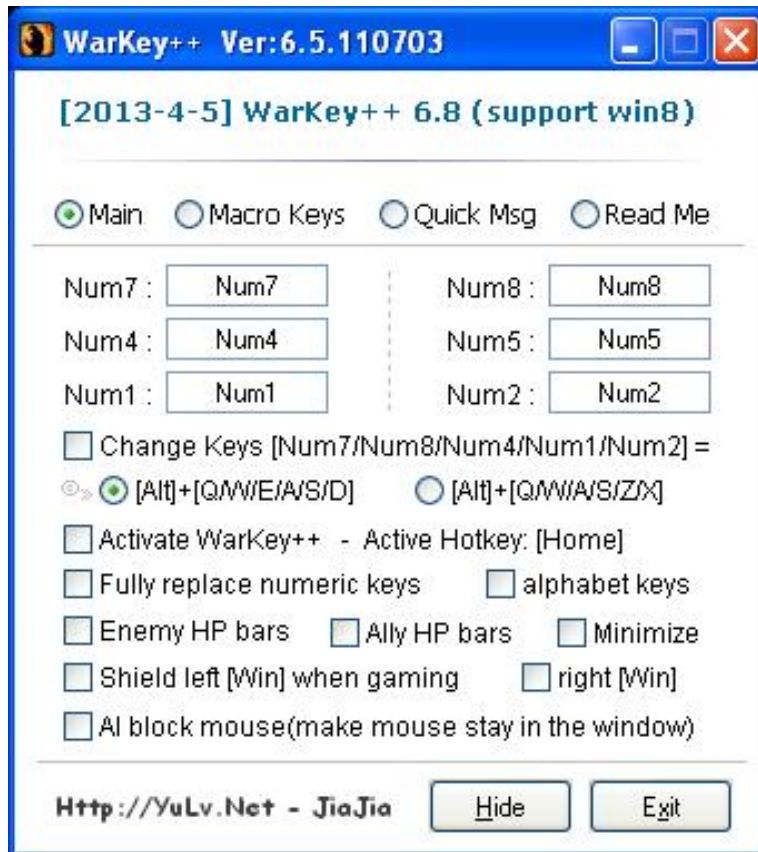 WarKey++ Ver:6.5.110703
[2013-4-5] WarKey++ 6.8 (support win8)
Main Macro Keys Quick Msg Read Me
Num7 : Num7 Num8 : Num8
Num4 : Num4 Num5 : Num5
Num1 : Num1 Num2 : Num2
Change Keys [Num7/Num8/Num4/Num1/Num2] =
©» [Alt]+[Q/W/E/A/S/D] [Alt]+[Q/W/A/S/Z/X]
Activate WarKey++ - Active Hotkey: [Home]
Fully replace numeric keys alphabet keys
Enemy HP bars Ally HP bars Minimize
Shield left [Win] when gaming right [Win]
AI block mouse(make mouse stay in the window)
Http://YuLv.Net - JiaJia Hide Exit